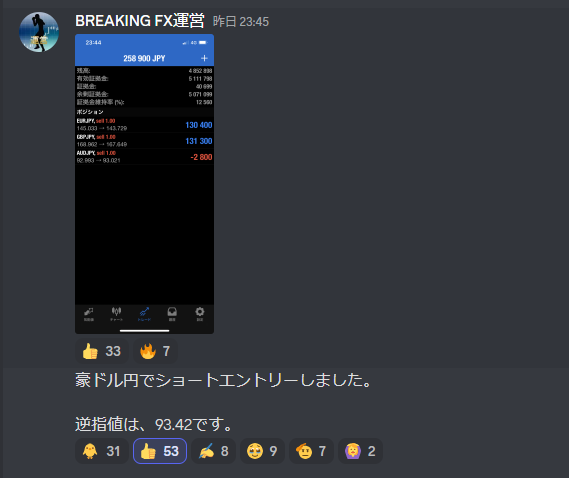 BREAKING FX運営 昨日 23:45
23:44 4G
258 900 JPY +
残高: 4 852 898
有効証拠金: 5 111 798
証拠金: 40 699
余剰証拠金: 5 071 099
証拠金維持率 (%): 12 560
ポジション
EURJPY, sell 1.00
145.033 → 143.729 130 400
GBPJPY, sell 1.00
168.962 → 167.649 131 300
AUDJPY, sell 1.00
92.993 → 93.021 -2 800
チャート トレード 設定
33 7
豪ドル円でショートエントリーしました。
逆指値は、93.42です。
31 53 8 9 7 2